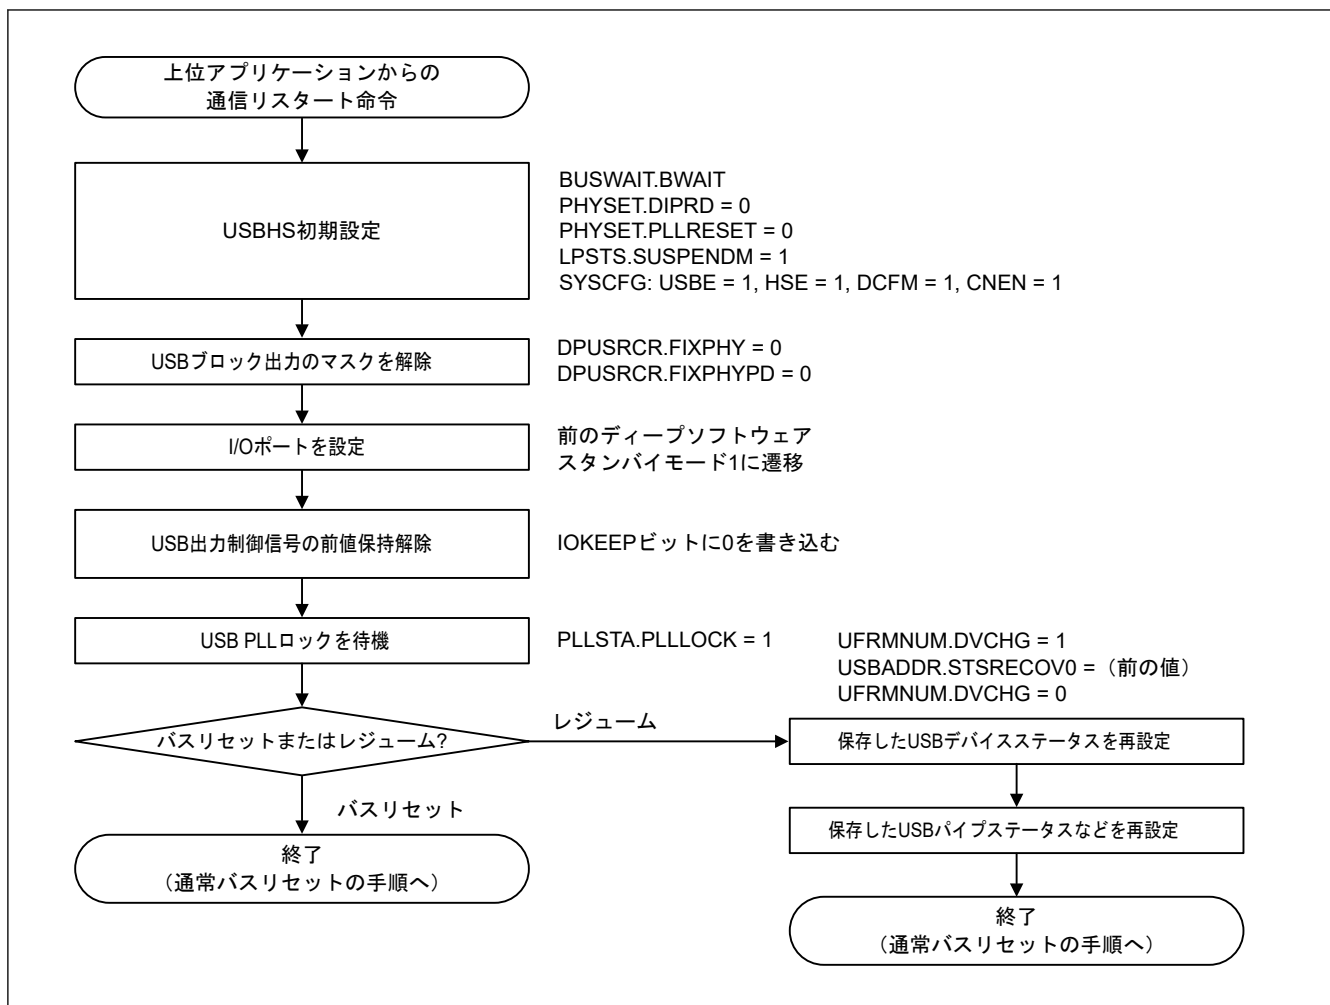 上位アプリケーションからの
通信リスタート命令
USBHS初期設定
BUSWAIT.BWAIT
PHYSET.DIPRD = 0
PHYSET.PLLRESET = 0
LPSTS.SUSPENDM = 1
SYSCFG: USBE = 1, HSE = 1, DCFM = 1, CNEN = 1
USBブロック出力のマスクを解除
DPUSRCR.FIXPHY = 0
DPUSRCR.FIXPHYPD = 0
I/Oポートを設定
前のディープソフトウェア
スタンバイモード1に遷移
USB出力制御信号の前値保持解除
IOKEEPビットに0を書き込む
USB PLLロックを待機
PLLSTA.PLLLOCK = 1
UFRMNUM.DVCHG = 1
USBADDR.STSRECOV0 =（前の値）
UFRMNUM.DVCHG = 0
バスリセットまたはレジューム?
レジューム
保存したUSBデバイスステータスを再設定
バスリセット
保存したUSBパイプステータスなどを再設定
終了
（通常バスリセットの手順へ）
終了
（通常バスリセットの手順へ）